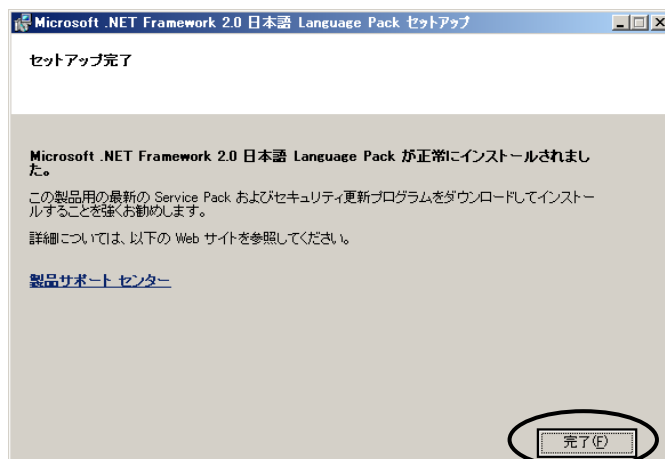 Microsoft .NET Framework 2.0 日本語 Language Pack セットアップ
セットアップ完了
Microsoft .NET Framework 2.0 日本語 Language Pack が正常にインストールされまし
た。
この製品用の最新の Service Pack およびセキュリティ更新プログラムをダウンロードしてインストー
ルすることを強くお勧めします。
詳細については、以下の Web サイトを参照してください。
製品サポート センター
完了(F)